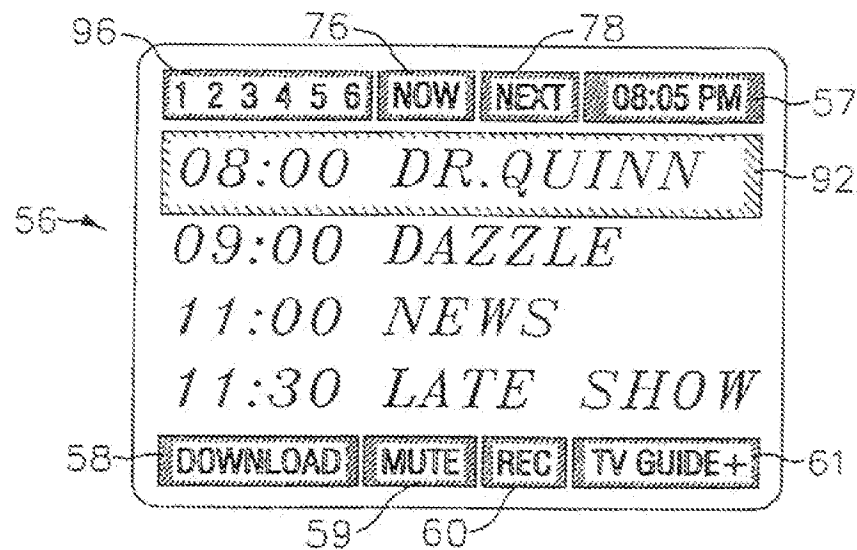 96 76 78
1 2 3 4 5 6 NOW NEXT 08:05 PM 57
08:00 DR.QUINN 92
56
09:00 DAZZLE
11:00 NEWS
11:30 LATE SHOW
58 DOWNLOAD MUTE REC TV GUIDE+ 61
59 60